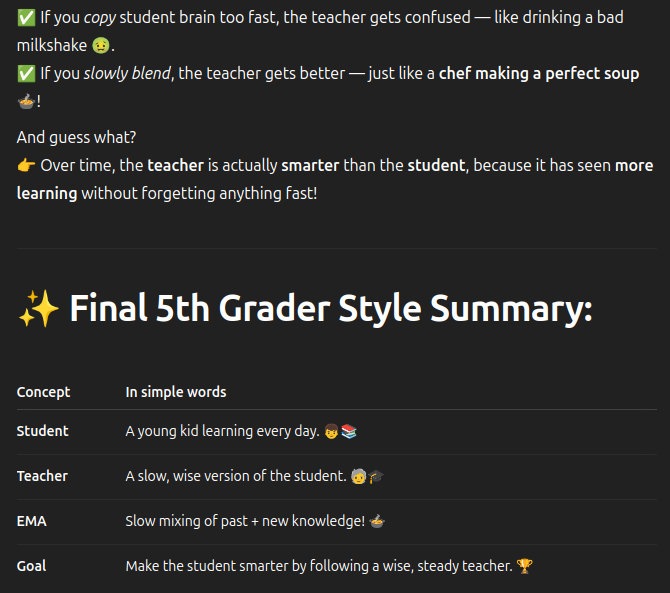 ✅ If you copy student brain too fast, the teacher gets confused — like drinking a bad
milkshake 🤢.
✅ If you slowly blend, the teacher gets better — just like a chef making a perfect soup
🍲!
And guess what?
👉 Over time, the teacher is actually smarter than the student, because it has seen more
learning without forgetting anything fast!
✨ Final 5th Grader Style Summary:
Concept In simple words
Student A young kid learning every day. 👦📚
Teacher A slow, wise version of the student. 🧓🎓
EMA Slow mixing of past + new knowledge! 🍲
Goal Make the student smarter by following a wise, steady teacher. 🏆